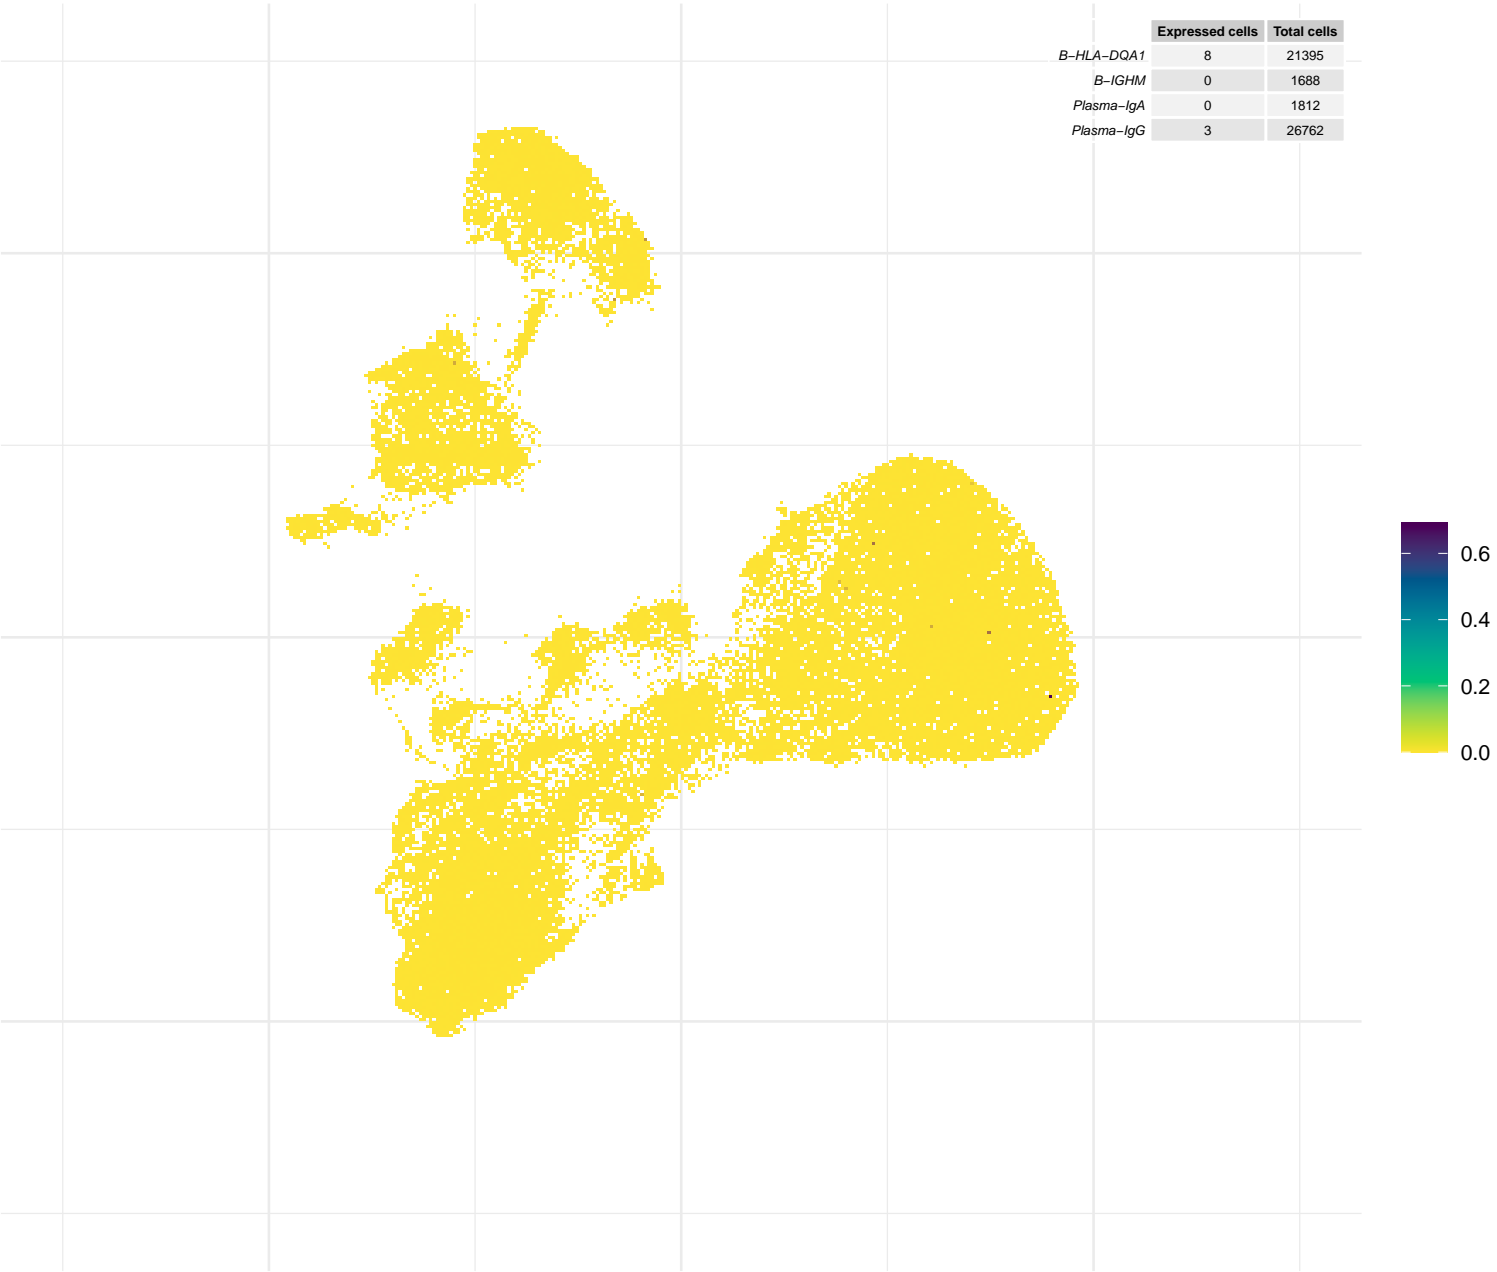 Expressed cells Total cells
B−HLA−DQA1 8 21395
B−IGHM 0 1688
Plasma−IgA 0 1812
Plasma−IgG 3 26762
0.6
0.4
0.2
0.0